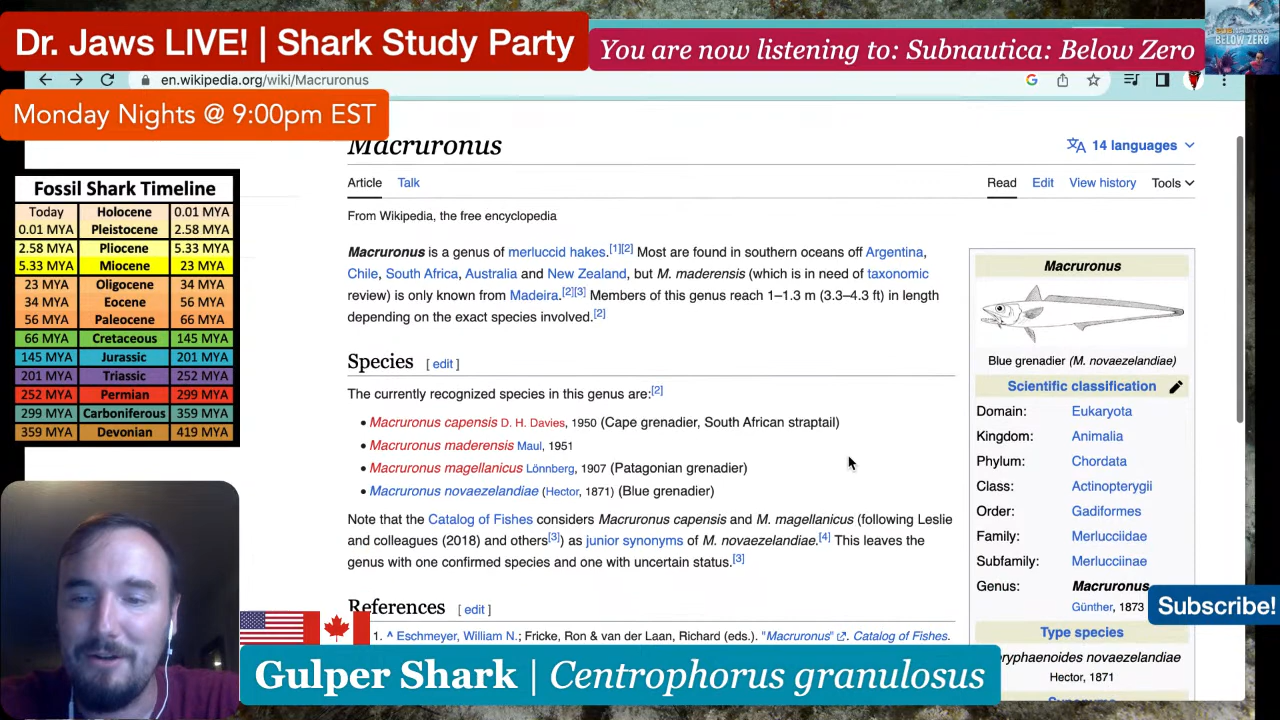 Dr. Jaws LIVE! | Shark Study Party
You are now listening to: Subnautica: Below Zero
BELOW ZERO
en.wikipedia.org/wiki/Macruronus
Monday Nights @ 9:00pm EST
Macruronus
14 languages
Article Talk
Read Edit View history Tools
From Wikipedia, the free encyclopedia
Macruronus is a genus of merluccid hakes.[1][2] Most are found in southern oceans off Argentina,
Chile, South Africa, Australia and New Zealand, but M. maderensis (which is in need of taxonomic
review) is only known from Madeira.[2][3] Members of this genus reach 1–1.3 m (3.3–4.3 ft) in length
depending on the exact species involved.[2]
Species [ edit ]
The currently recognized species in this genus are:[2]
• Macruronus capensis D. H. Davies, 1950 (Cape grenadier, South African straptail)
• Macruronus maderensis Maul, 1951
• Macruronus magellanicus Lönnberg, 1907 (Patagonian grenadier)
• Macruronus novaezelandiae (Hector, 1871) (Blue grenadier)
Note that the Catalog of Fishes considers Macruronus capensis and M. magellanicus (following Leslie
and colleagues (2018) and others[3]) as junior synonyms of M. novaezelandiae.[4] This leaves the
genus with one confirmed species and one with uncertain status.[3]
References [ edit ]
1. ^ Eschmeyer, William N.; Fricke, Ron & van der Laan, Richard (eds.). "Macruronus". Catalog of Fishes.
Macruronus
Blue grenadier (M. novaezelandiae)
Scientific classification
Domain: Eukaryota
Kingdom: Animalia
Phylum: Chordata
Class: Actinopterygii
Order: Gadiformes
Family: Merlucciidae
Subfamily: Merlucciinae
Genus: Macruronus
Günther, 1873
Type species
ryphaenoides novaezelandiae
Hector, 1871
Subscribe!
Fossil Shark Timeline
Today Holocene 0.01 MYA
0.01 MYA Pleistocene 2.58 MYA
2.58 MYA Pliocene 5.33 MYA
5.33 MYA Miocene 23 MYA
23 MYA Oligocene 34 MYA
34 MYA Eocene 56 MYA
56 MYA Paleocene 66 MYA
66 MYA Cretaceous 145 MYA
145 MYA Jurassic 201 MYA
201 MYA Triassic 252 MYA
252 MYA Permian 299 MYA
299 MYA Carboniferous 359 MYA
359 MYA Devonian 419 MYA
Gulper Shark | Centrophorus granulosus